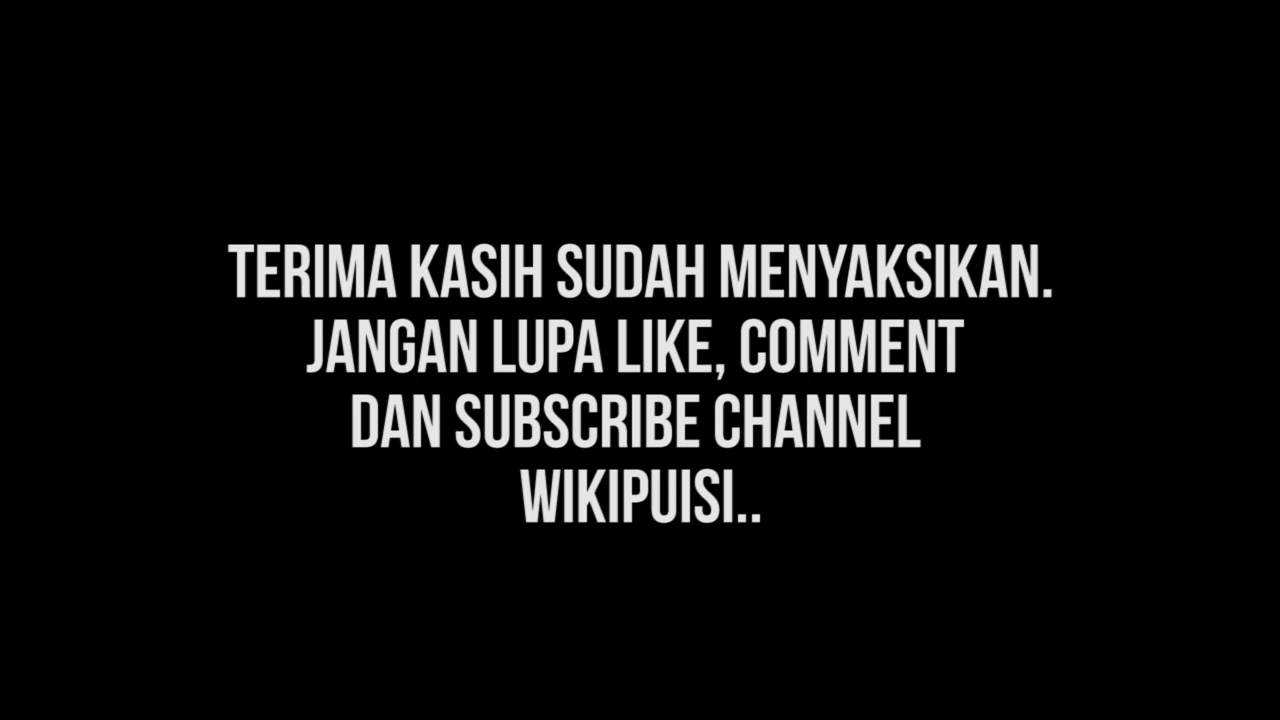 TERIMA KASIH SUDAH MENYAKSIKAN.
JANGAN LUPA LIKE, COMMENT
DAN SUBSCRIBE CHANNEL
WIKIPUISI..